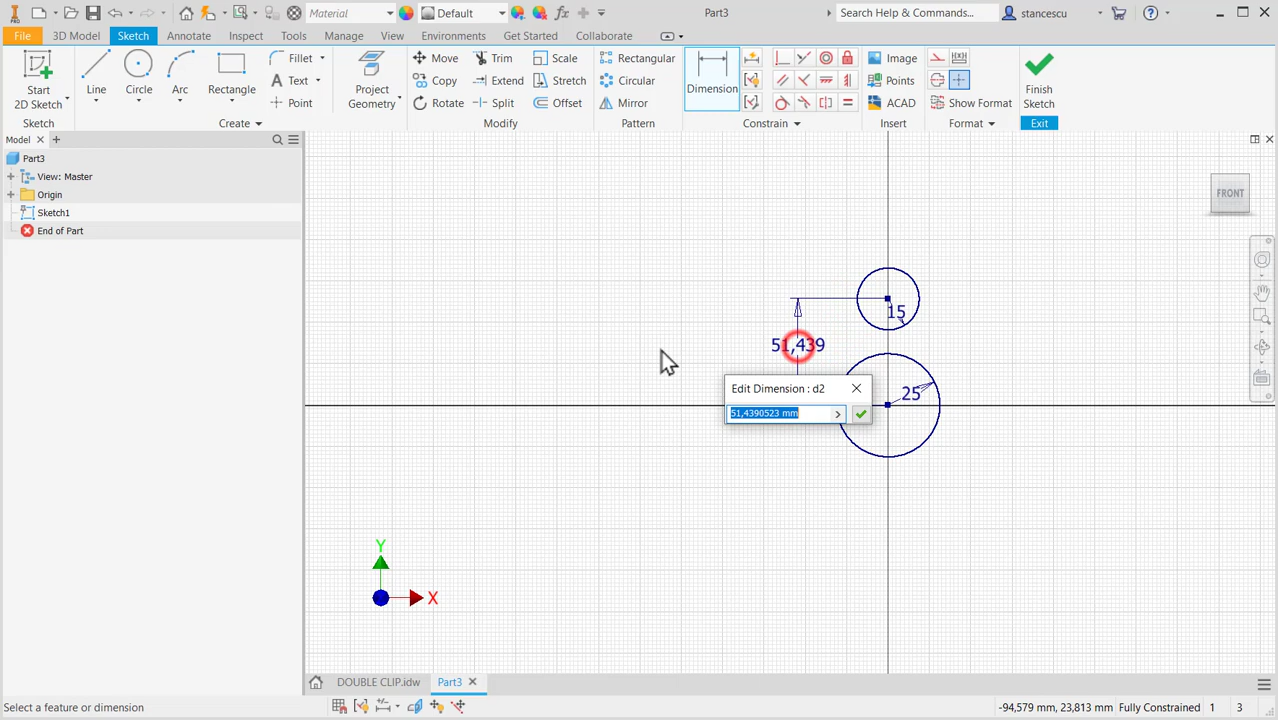 PRO
Material
Default
Part3
Search Help & Commands...
stancescu
File 3D Model Sketch Annotate Inspect Tools Manage View Environments Get Started Collaborate
Start
2D Sketch
Line
Circle
Arc
Rectangle
Fillet
Text
Point
Project
Geometry
Move
Copy
Rotate
Trim
Extend
Split
Scale
Stretch
Offset
Rectangular
Circular
Mirror
Dimension
Image
Points
ACAD
Show Format
Finish
Sketch
Sketch
Create
Modify
Pattern
Constrain
Insert
Format
Exit
Model
Part3
View: Master
Origin
Sketch1
End of Part
FRONT
15
51,439
Edit Dimension : d2
51,4390523 mm
25
Y
X
DOUBLE CLIP.idw
Part3
Select a feature or dimension
-94,579 mm, 23,813 mm
Fully Constrained
1
3